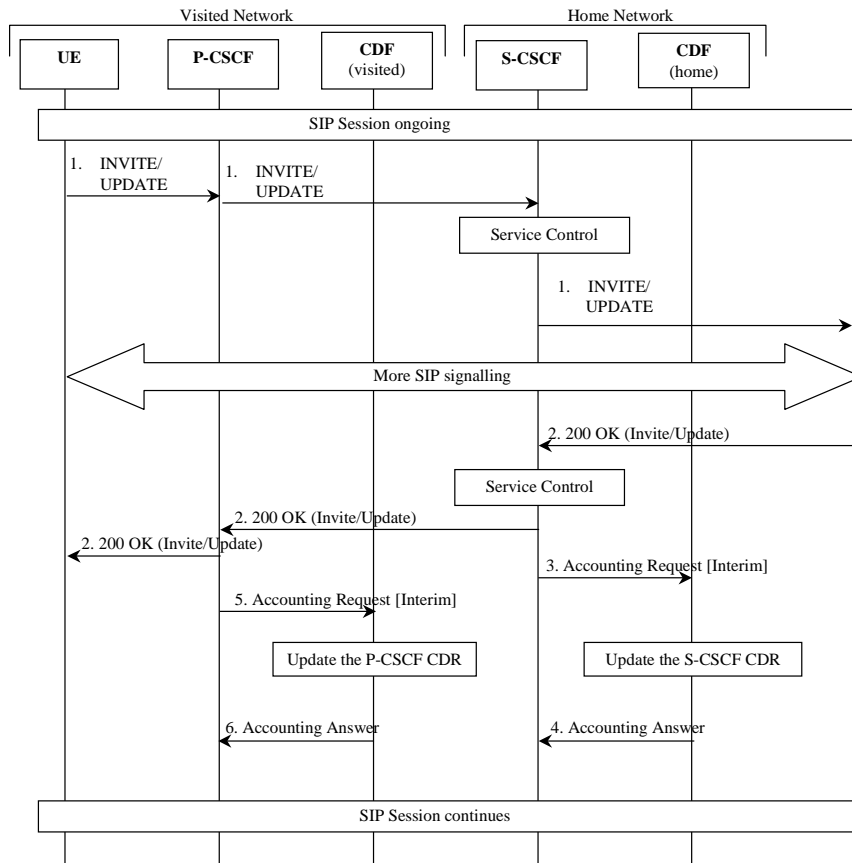 Visited Network
Home Network
UE
P-CSCF
CDF
(visited)
S-CSCF
CDF
(home)
SIP Session ongoing
1. INVITE/
UPDATE
1. INVITE/
UPDATE
Service Control
1. INVITE/
UPDATE
More SIP signalling
2. 200 OK (Invite/Update)
Service Control
2. 200 OK (Invite/Update)
2. 200 OK (Invite/Update)
3. Accounting Request [Interim]
5. Accounting Request [Interim]
Update the P-CSCF CDR
Update the S-CSCF CDR
6. Accounting Answer
4. Accounting Answer
SIP Session continues